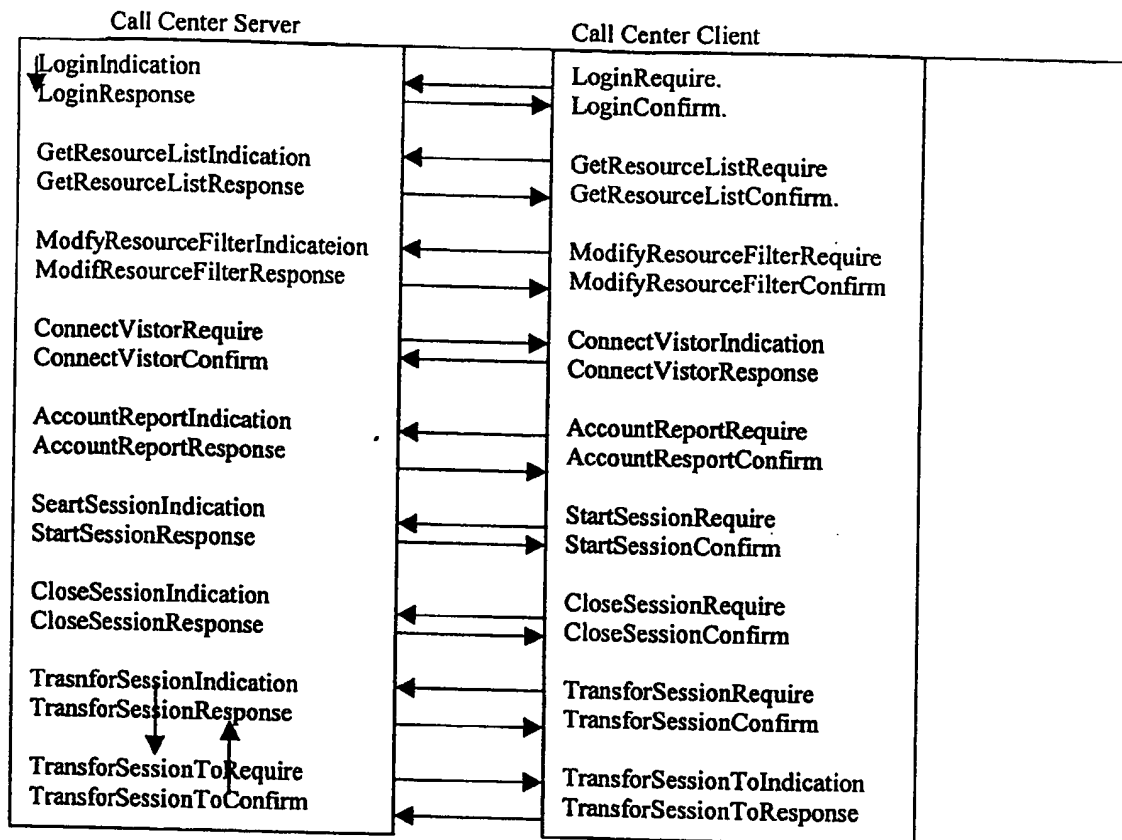 Call Center Server
Call Center Client
LoginIndication
LoginResponse
LoginRequire.
LoginConfirm.
GetResourceListIndication
GetResourceListResponse
GetResourceListRequire
GetResourceListConfirm.
ModfyResourceFilterIndicateion
ModifResourceFilterResponse
ModifyResourceFilterRequire
ModifyResourceFilterConfirm
ConnectVistorRequire
ConnectVistorConfirm
ConnectVistorIndication
ConnectVistorResponse
AccountReportIndication
AccountReportResponse
AccountReportRequire
AccountResportConfirm
SeartSessionIndication
StartSessionResponse
StartSessionRequire
StartSessionConfirm
CloseSessionIndication
CloseSessionResponse
CloseSessionRequire
CloseSessionConfirm
TrasnforSessionIndication
TransforSessionResponse
TransforSessionRequire
TransforSessionConfirm
TransforSessionToRequire
TransforSessionToConfirm
TransforSessionToIndication
TransforSessionToResponse